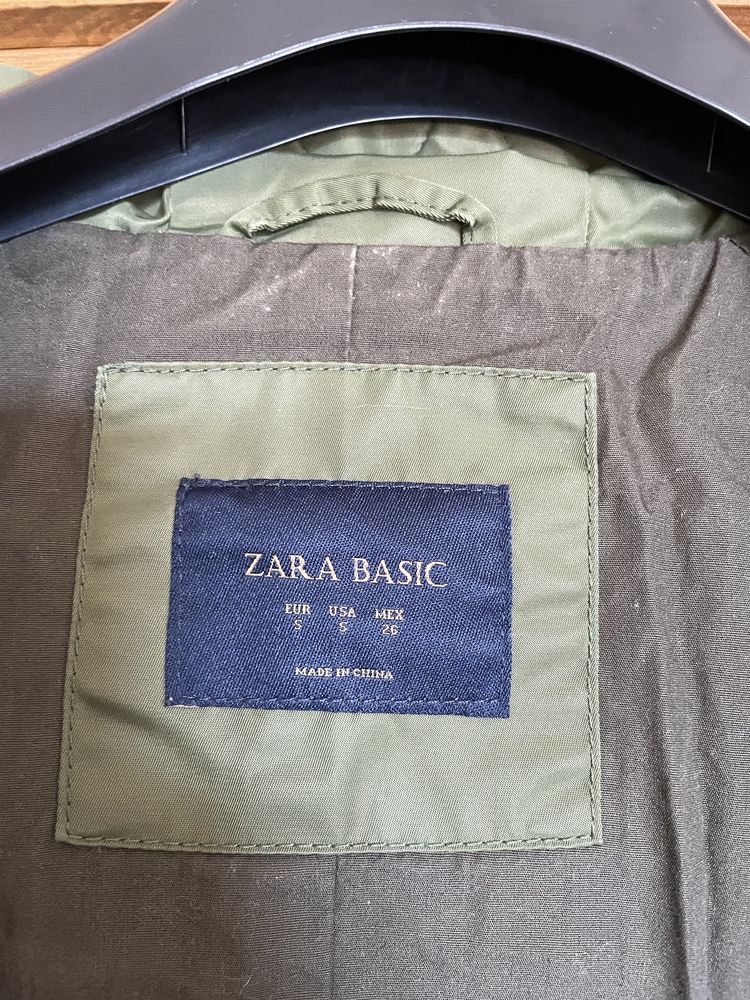 ZARA BASIC
EUR USA MEX
S S 26
MADE IN CHINA